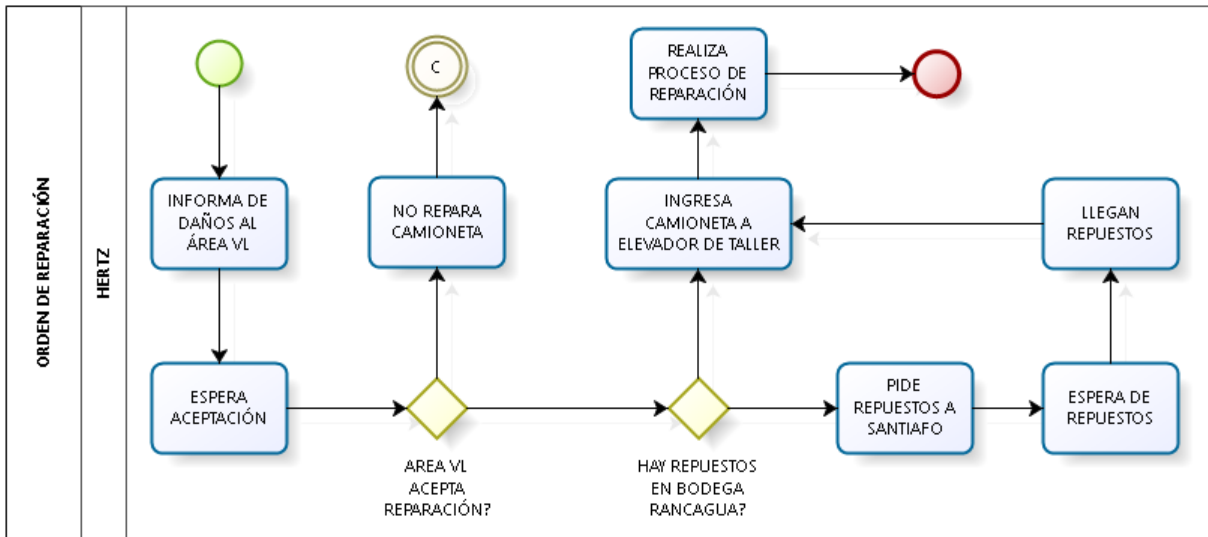 ORDEN DE REPARACIÓN
HERTZ
INFORMA DE
DAÑOS AL
ÁREA VL
ESPERA
ACEPTACIÓN
C
NO REPARA
CAMIONETA
AREA VL
ACEPTA
REPARACIÓN?
REALIZA
PROCESO DE
REPARACIÓN
INGRESA
CAMIONETA A
ELEVADOR DE TALLER
HAY REPUESTOS
EN BODEGA
RANCAGUA?
PIDE
REPUESTOS A
SANTIAFO
LLEGAN
REPUESTOS
ESPERA DE
REPUESTOS